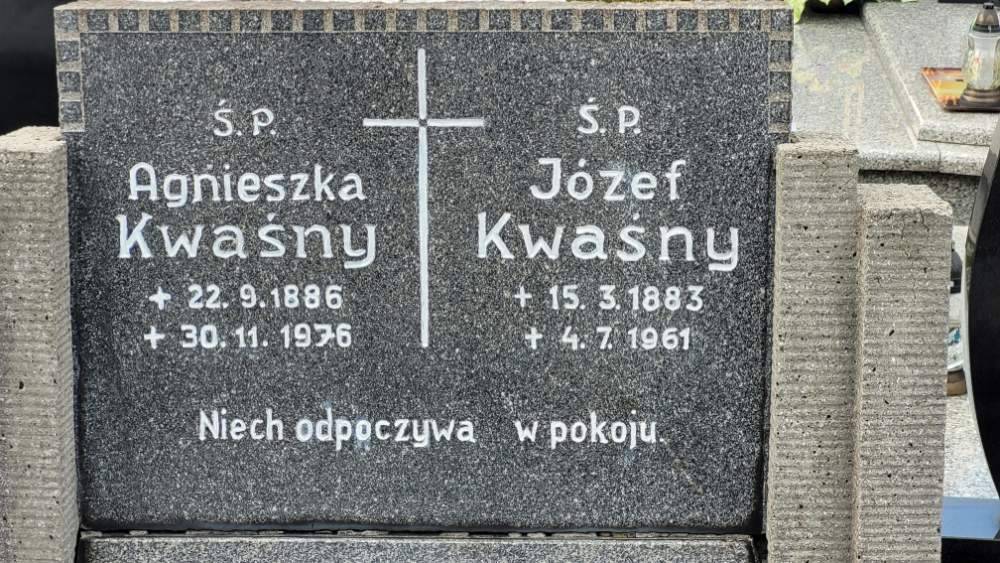 Ś. P.
Agnieszka
Kwaśny
+ 22. 9. 1886
+ 30. 11. 1976
Ś. P.
Józef
Kwaśny
+ 15. 3. 1883
+ 4. 7. 1961
Niech odpoczywa w pokoju.